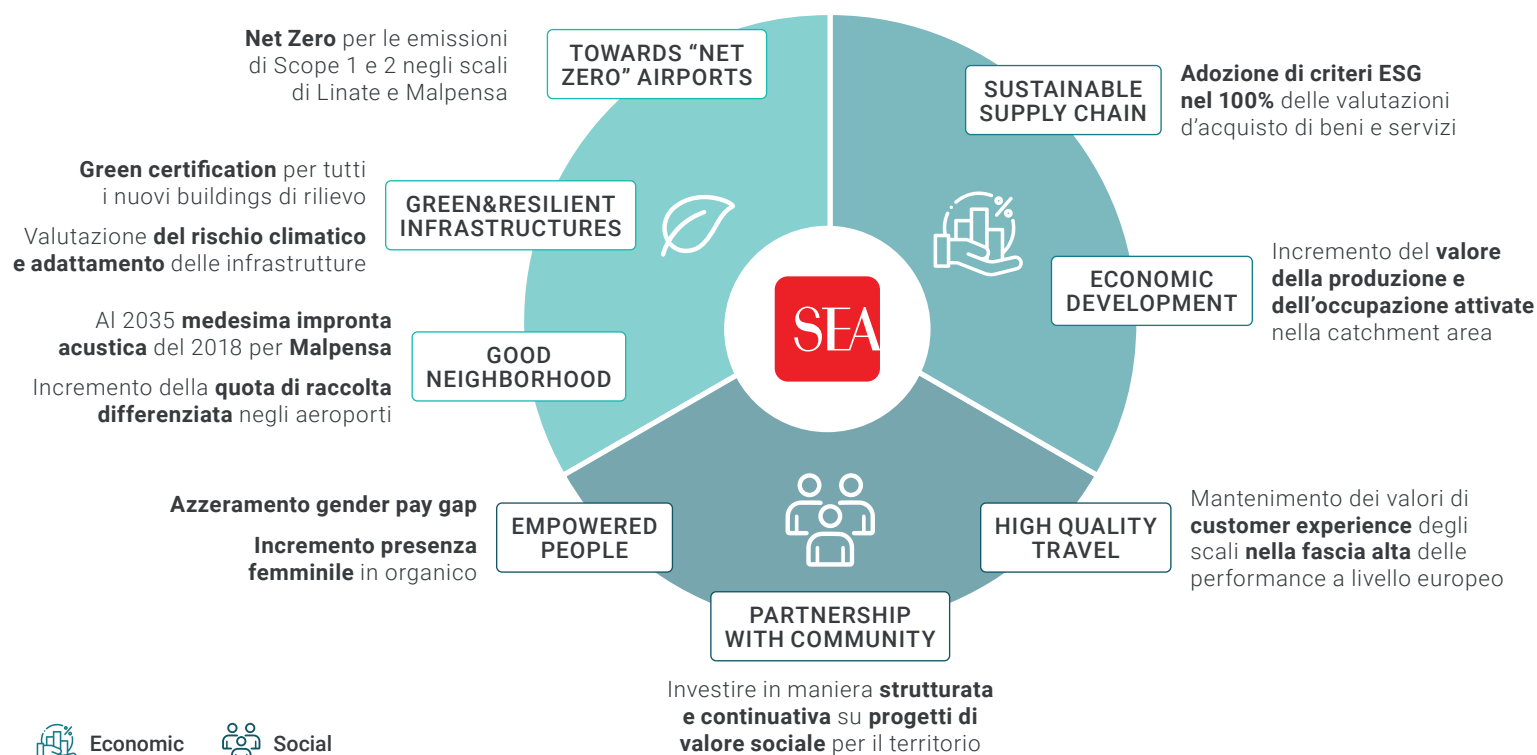 Net Zero per le emissioni
di Scope 1 e 2 negli scali
di Linate e Malpensa
TOWARDS “NET
ZERO” AIRPORTS
SUSTAINABLE
SUPPLY CHAIN
Adozione di criteri ESG
nel 100% delle valutazioni
d’acquisto di beni e servizi
Green certification per tutti
i nuovi buildings di rilievo
Valutazione del rischio climatico
e adattamento delle infrastrutture
GREEN&RESILIENT
INFRASTRUCTURES
%
ECONOMIC
DEVELOPMENT
Incremento del valore
della produzione e
dell’occupazione attivate
nella catchment area
SEA
Al 2035 medesima impronta
acustica del 2018 per Malpensa
Incremento della quota di raccolta
differenziata negli aeroporti
GOOD
NEIGHBORHOOD
Azzeramento gender pay gap
Incremento presenza
femminile in organico
EMPOWERED
PEOPLE
HIGH QUALITY
TRAVEL
Mantenimento dei valori di
customer experience degli
scali nella fascia alta delle
performance a livello europeo
PARTNERSHIP
WITH COMMUNITY
Investire in maniera strutturata
e continuativa su progetti di
valore sociale per il territorio
% Economic
Social